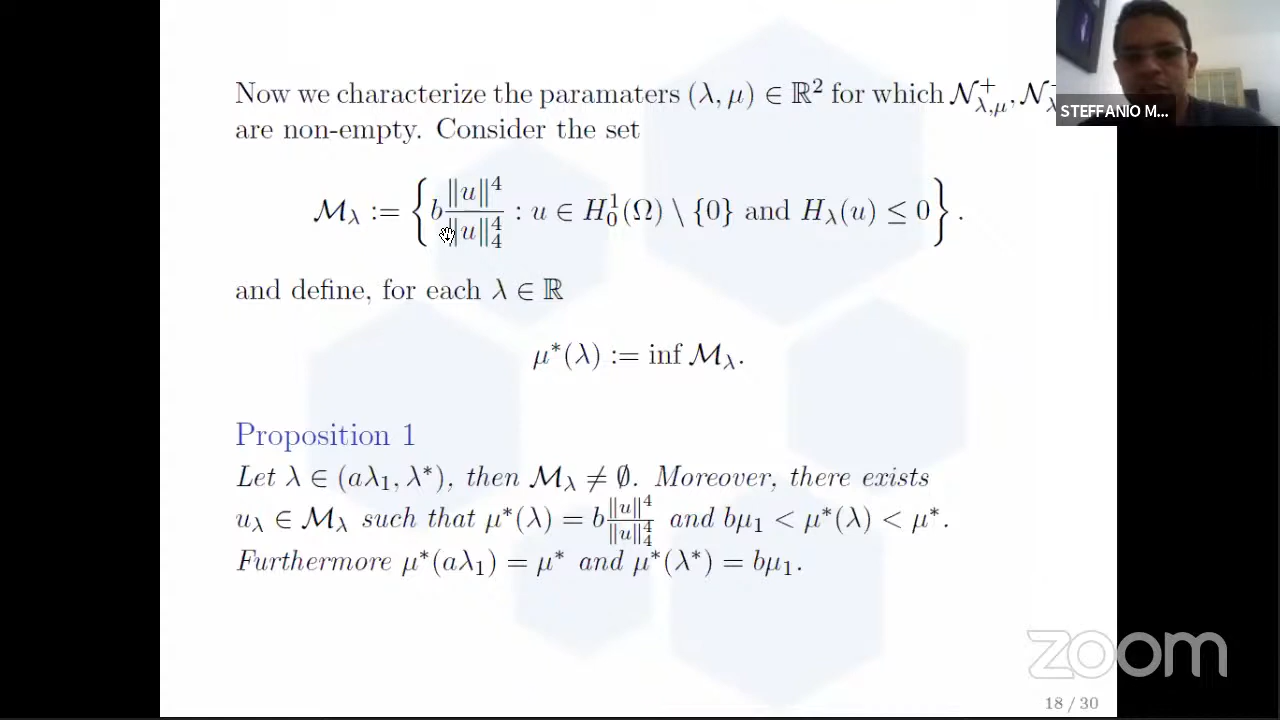 Now we characterize the paramaters (λ, μ) ∈ ℝ² for which 𝒩⁺_{λ,μ}, 𝒩
are non-empty. Consider the set
ℳ_λ := { b ‖u‖⁴ / ‖u‖₄⁴ : u ∈ H₀¹(Ω) \ {0} and H_λ(u) ≤ 0 } .
and define, for each λ ∈ ℝ
μ*(λ) := inf ℳ_λ.
Proposition 1
Let λ ∈ (aλ₁, λ*), then ℳ_λ ≠ ∅. Moreover, there exists
u_λ ∈ ℳ_λ such that μ*(λ) = b ‖u‖⁴ / ‖u‖₄⁴ and bμ₁ < μ*(λ) < μ*.
Furthermore μ*(aλ₁) = μ* and μ*(λ*) = bμ₁.
STEFFANIO M...
zoom
18 / 30